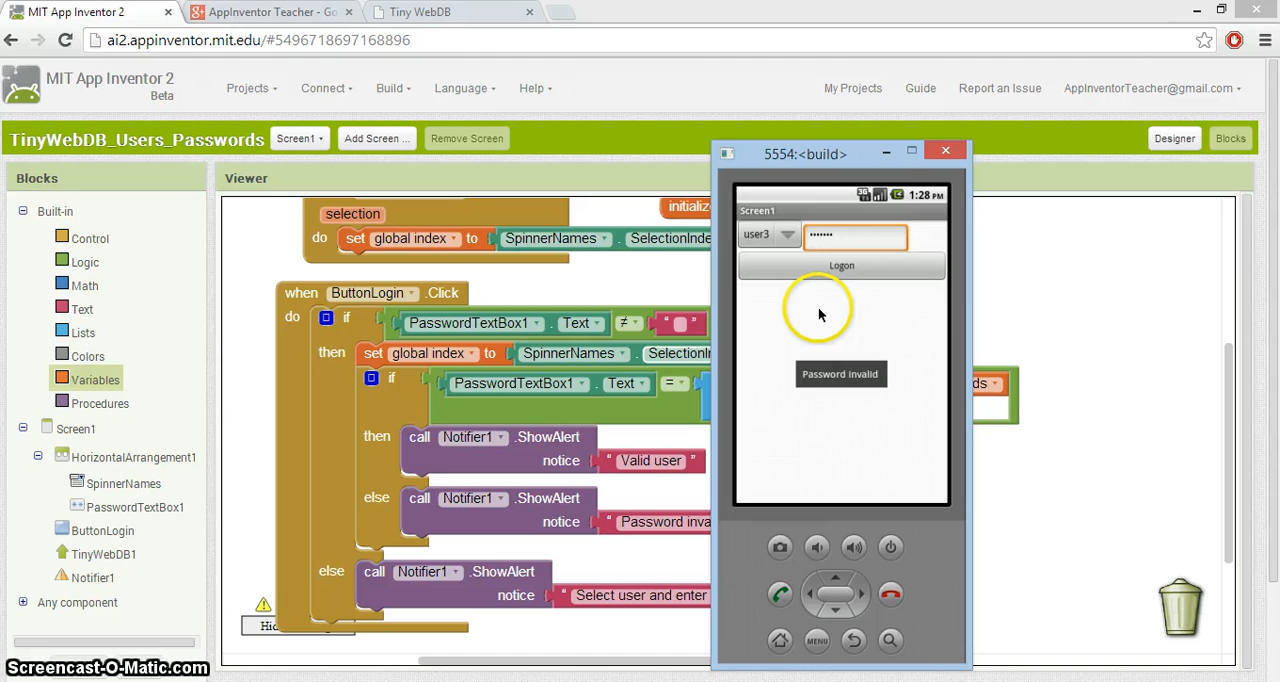 MIT App Inventor 2
AppInventor Teacher - Go
Tiny WebDB
ai2.appinventor.mit.edu/#5496718697168896
MIT App Inventor 2
Beta
Projects
Connect
Build
Language
Help
My Projects
Guide
Report an Issue
AppInventorTeacher@gmail.com
TinyWebDB_Users_Passwords
Screen1
Add Screen ...
Remove Screen
Designer
Blocks
Blocks
Viewer
Built-in
Control
Logic
Math
Text
Lists
Colors
Variables
Procedures
Screen1
HorizontalArrangement1
SpinnerNames
PasswordTextBox1
ButtonLogin
TinyWebDB1
Notifier1
Any component
selection
initializ
do set global index to SpinnerNames . SelectionInde
when ButtonLogin .Click
do if PasswordTextBox1 . Text ≠ “ ”
then set global index to SpinnerNames . SelectionIn
if PasswordTextBox1 . Text =
ds
then call Notifier1 .ShowAlert
notice “ Valid user ”
else call Notifier1 .ShowAlert
notice “ Password inva
else call Notifier1 .ShowAlert
notice “ Select user and enter
5554:<build>
3G 1:28 PM
Screen1
user3 •••••••
Logon
Password invalid
MENU
Screencast-O-Matic.com